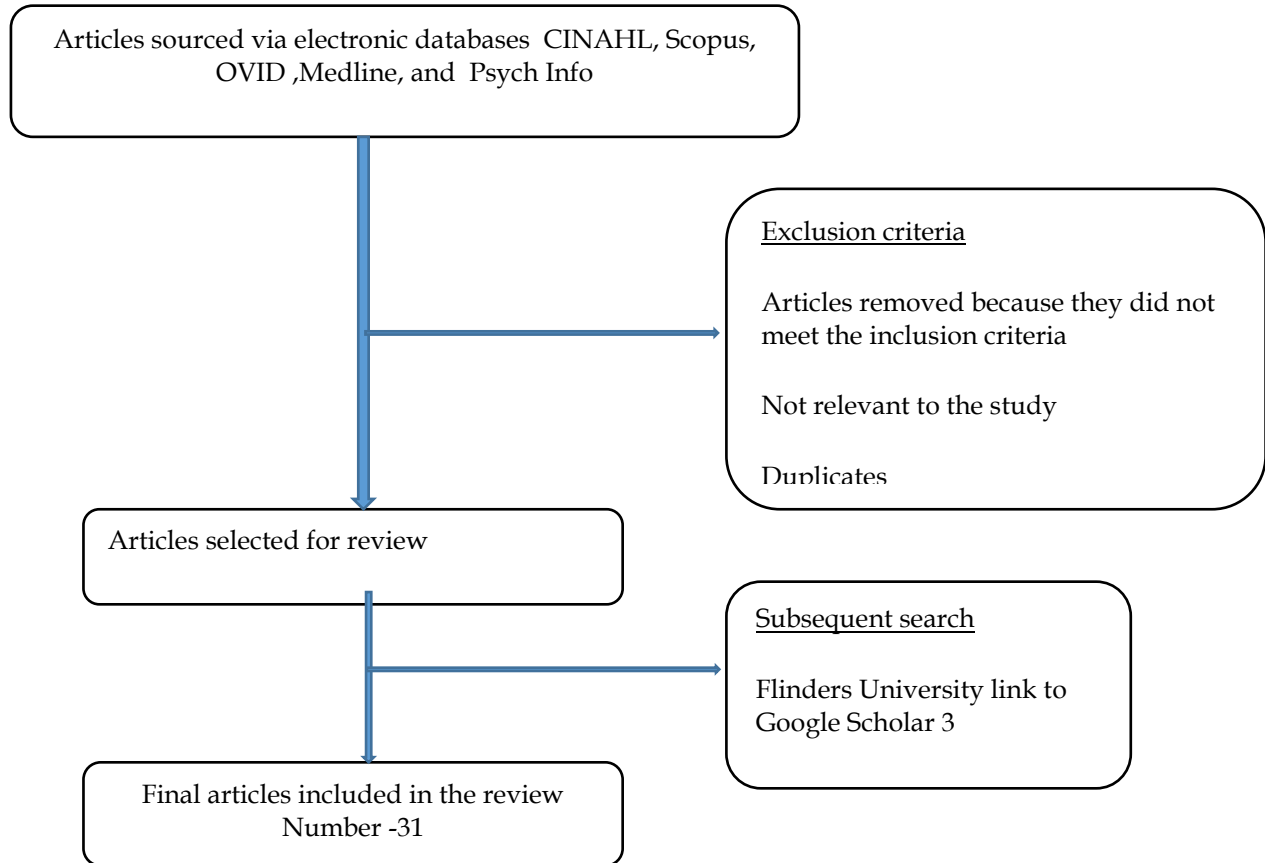 Articles sourced via electronic databases  CINAHL, Scopus,
OVID ,Medline, and  Psych Info
Exclusion criteria
Articles removed because they did not
meet the inclusion criteria
Not relevant to the study
Duplicates
Articles selected for review
Subsequent search
Flinders University link to
Google Scholar 3
Final articles included in the review
Number -31